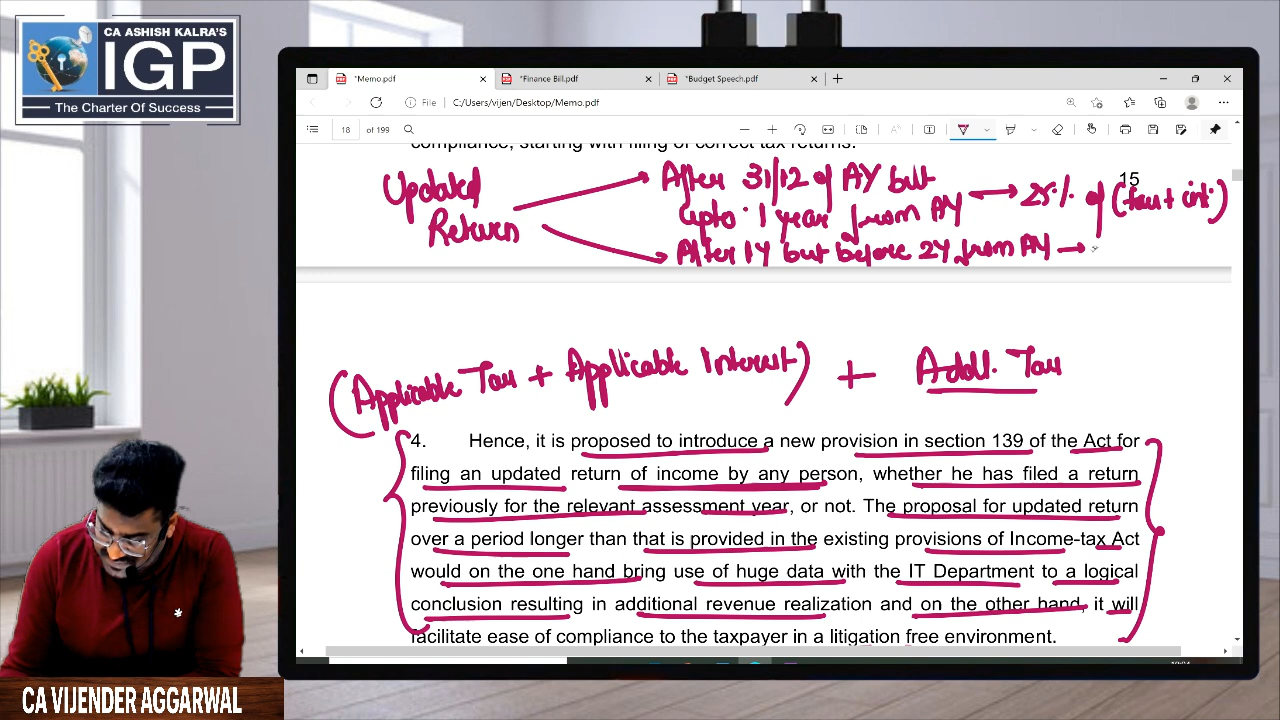 CA ASHISH KALRA'S
IGP
The Charter Of Success
*Memo.pdf
*Finance Bill.pdf
*Budget Speech.pdf
File
C:/Users/vijen/Desktop/Memo.pdf
18 of 199
compliance, starting with filing of correct tax returns.
15
Updated
Return
After 31/12 of AY but
upto 1 year from AY → 25% of (tax + int.)
After 1Y but before 2Y from AY →
(Applicable Tax + Applicable Interest) + Addl. Tax
4. Hence, it is proposed to introduce a new provision in section 139 of the Act for
filing an updated return of income by any person, whether he has filed a return
previously for the relevant assessment year, or not. The proposal for updated return
over a period longer than that is provided in the existing provisions of Income-tax Act
would on the one hand bring use of huge data with the IT Department to a logical
conclusion resulting in additional revenue realization and on the other hand, it will
facilitate ease of compliance to the taxpayer in a litigation free environment.
CA VIJENDER AGGARWAL